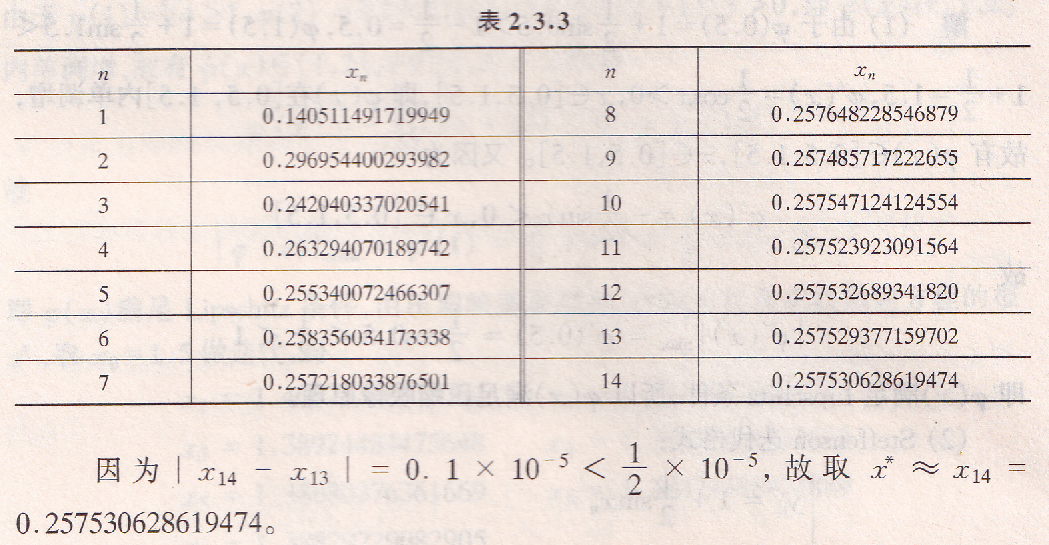 表 2.3.3
n xₙ n xₙ
1 0.140511491719949 8 0.257648228546879
2 0.296954400293982 9 0.257485717222655
3 0.242040337020541 10 0.257547124124554
4 0.263294070189742 11 0.257523923091564
5 0.255340072466307 12 0.257532689341820
6 0.258356034173338 13 0.257529377159702
7 0.257218033876501 14 0.257530628619474
因为 | x₁₄ − x₁₃ | = 0.1 × 10⁻⁵ < 1/2 × 10⁻⁵, 故取 x* ≈ x₁₄ =
0.257530628619474。